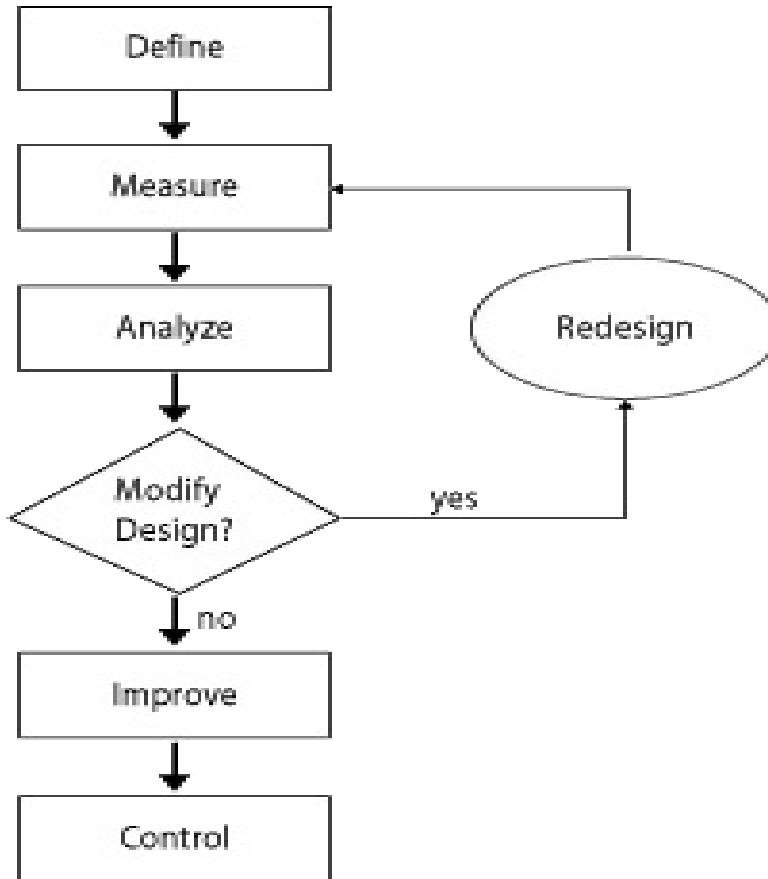 Define
Measure
Analyze
Redesign
Modify
Design?
yes
no
Improve
Control